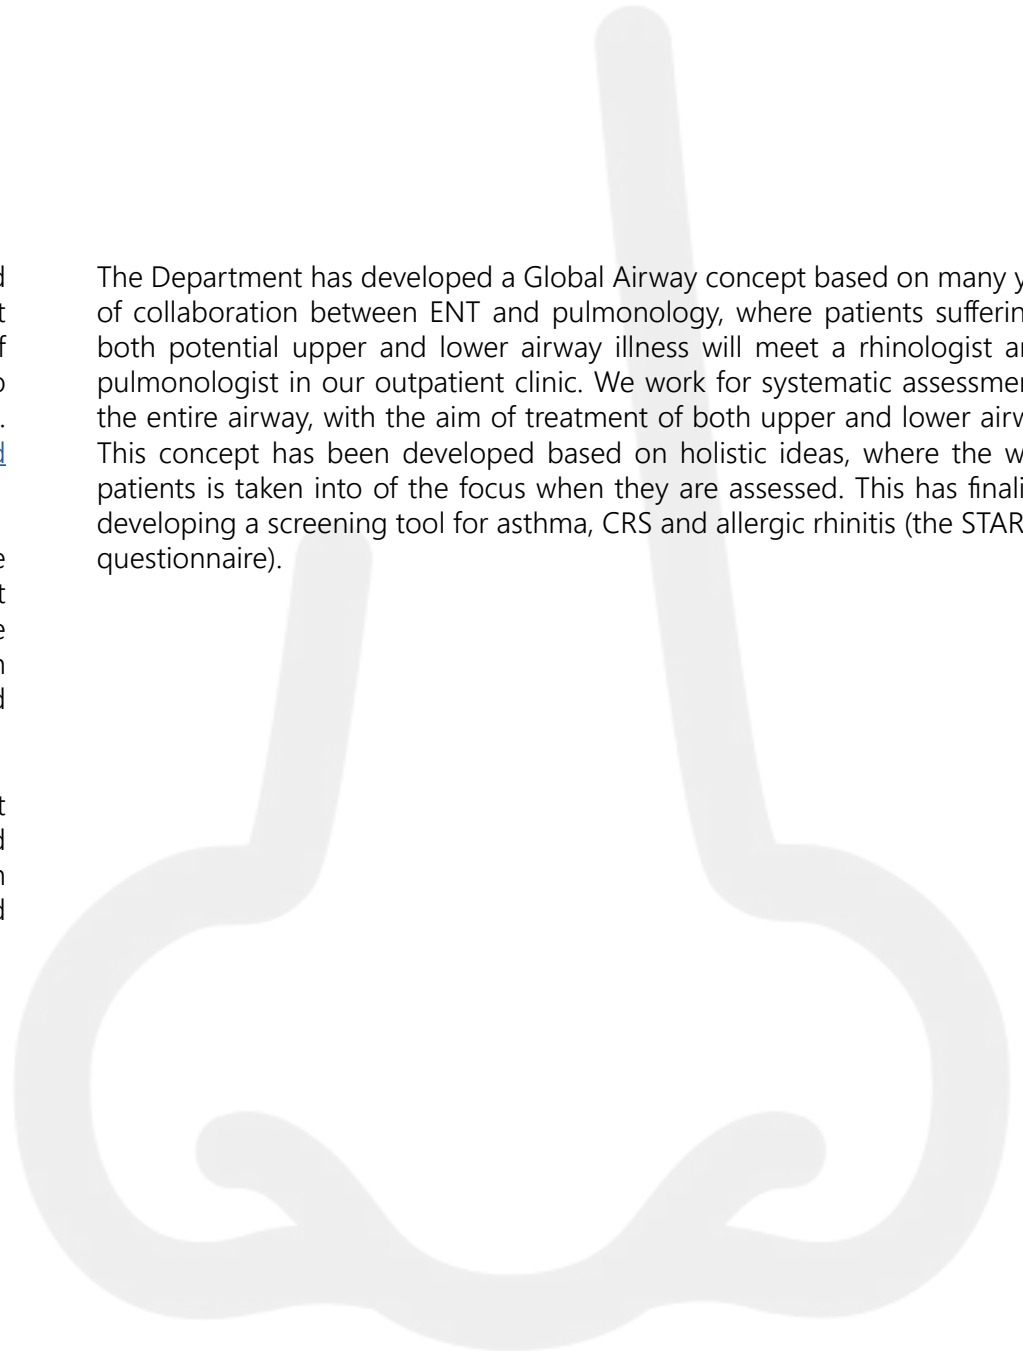 The Department has developed a Global Airway concept based on many
of collaboration between ENT and pulmonology, where patients sufferin
both potential upper and lower airway illness will meet a rhinologist
pulmonologist in our outpatient clinic. We work for systematic assessmen
the entire airway, with the aim of treatment of both upper and lower airw
This concept has been developed based on holistic ideas, where the w
patients is taken into of the focus when they are assessed. This has finali
developing a screening tool for asthma, CRS and allergic rhinitis (the STAR
questionnaire).